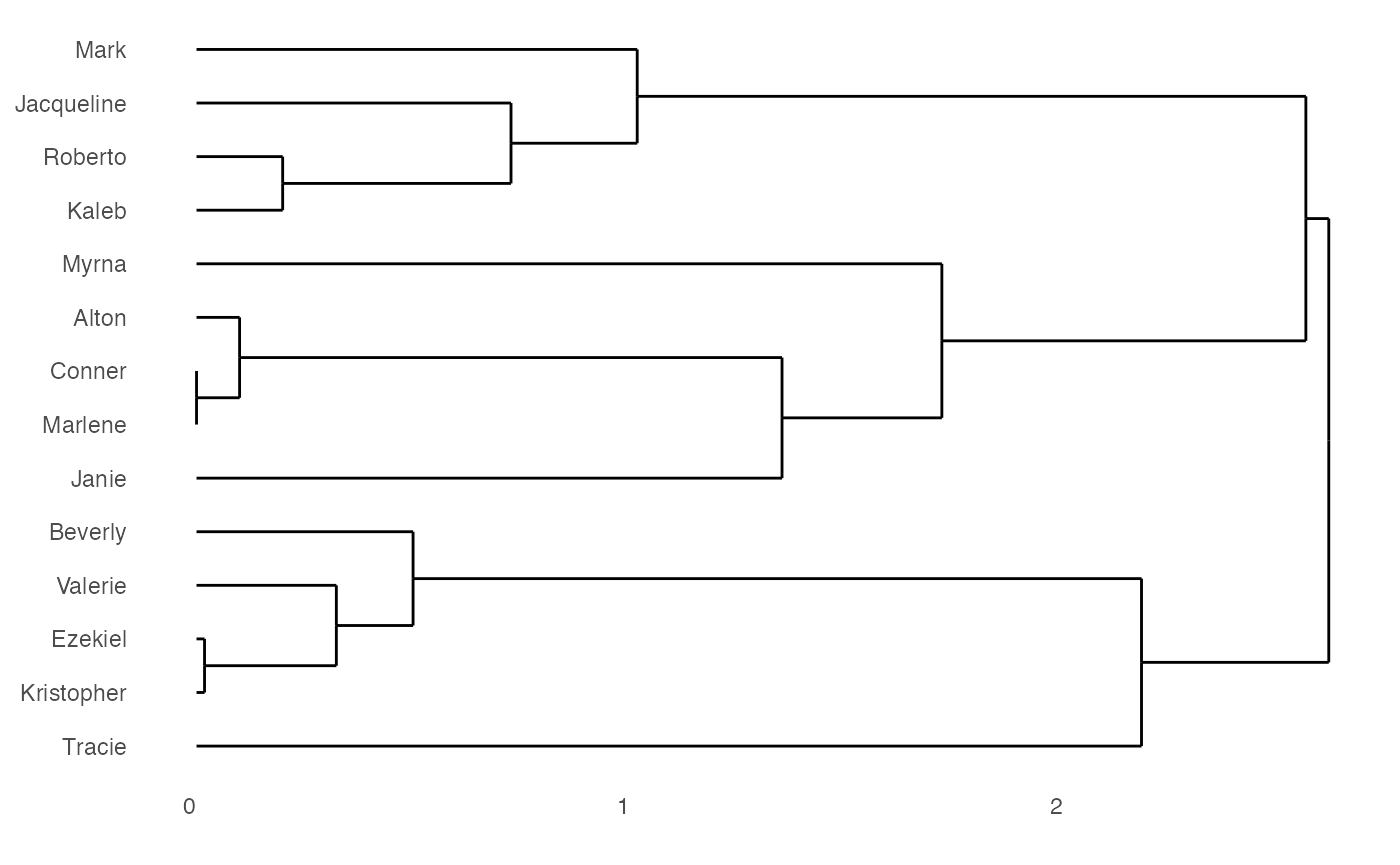 Mark
Jacqueline
Roberto
Kaleb
Myrna
Alton
Conner
Marlene
Janie
Beverly
Valerie
Ezekiel
Kristopher
Tracie
0 1 2